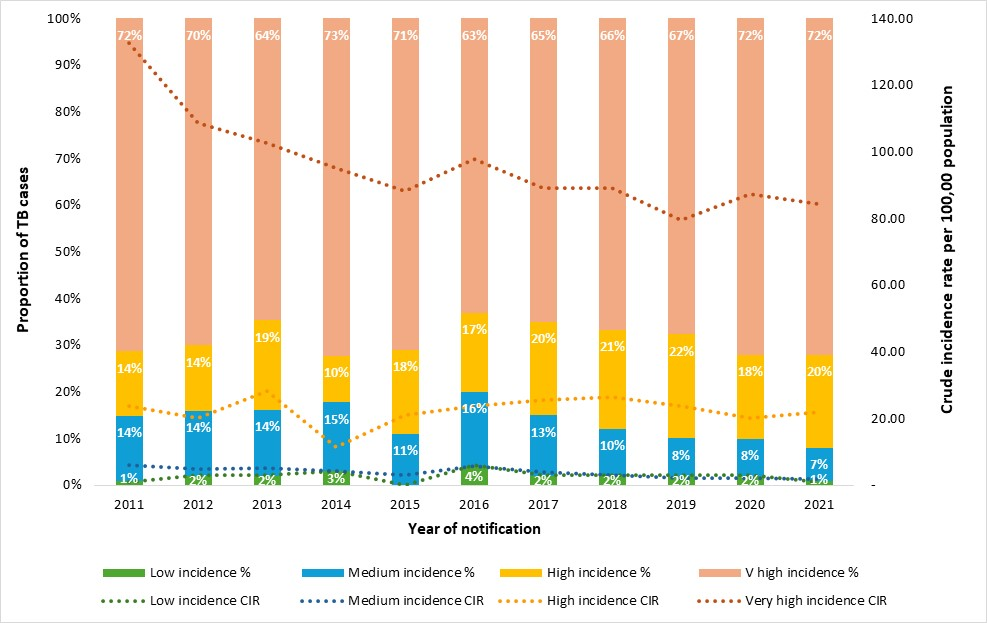 100%
90%
80%
70%
60%
50%
40%
30%
20%
10%
0%
Proportion of TB cases
72% 70% 64% 73% 71% 63% 65% 66% 67% 72% 72%
14% 14% 19% 10% 18% 17% 20% 21% 22% 18% 20%
14% 14% 14% 15% 11% 16% 13% 10% 8% 8% 7%
1% 2% 2% 3% 4% 2% 2% 2% 2% 1%
140.00
120.00
100.00
80.00
60.00
40.00
20.00
-
Crude incidence rate per 100,00 population
2011 2012 2013 2014 2015 2016 2017 2018 2019 2020 2021
Year of notification
Low incidence % Medium incidence % High incidence % V high incidence %
Low incidence CIR Medium incidence CIR High incidence CIR Very high incidence CIR